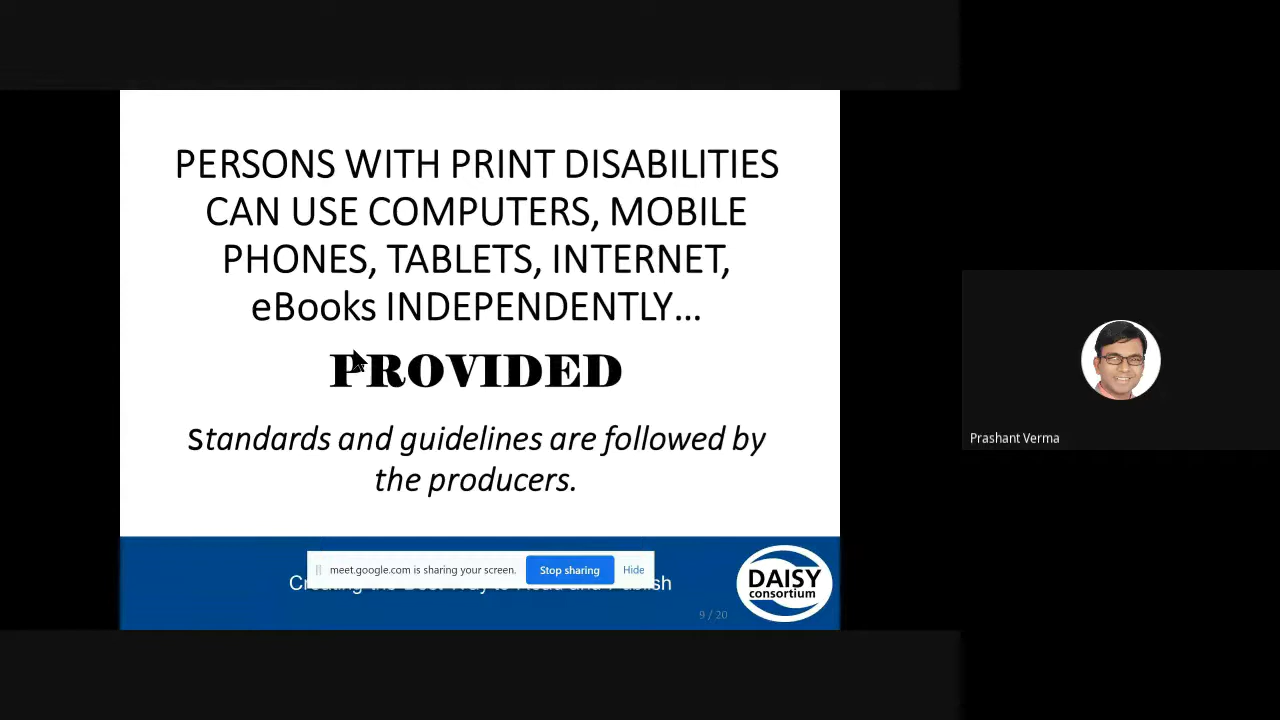 PERSONS WITH PRINT DISABILITIES
CAN USE COMPUTERS, MOBILE
PHONES, TABLETS, INTERNET,
eBooks INDEPENDENTLY...
PROVIDED
Standards and guidelines are followed by
the producers.
meet.google.com is sharing your screen.
Stop sharing
Hide
DAISY
consortium
9 / 20
Prashant Verma